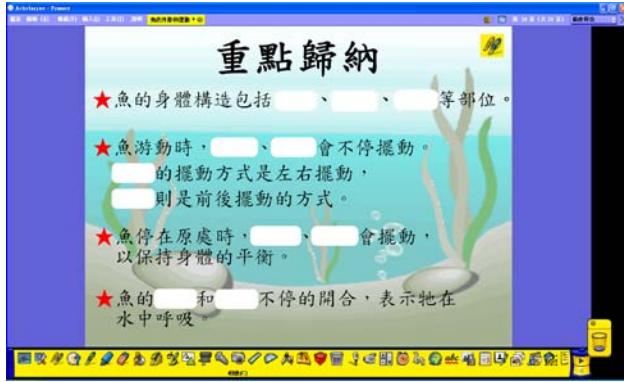 重點歸納
★魚的身體構造包括　、　、　等部位。
★魚游動時，　、　會不停擺動。
　的擺動方式是左右擺動，
　則是前後擺動的方式。
★魚停在原處時，　、　會擺動，
以保持身體的平衡。
★魚的　和　不停的開合，表示牠在
水中呼吸。